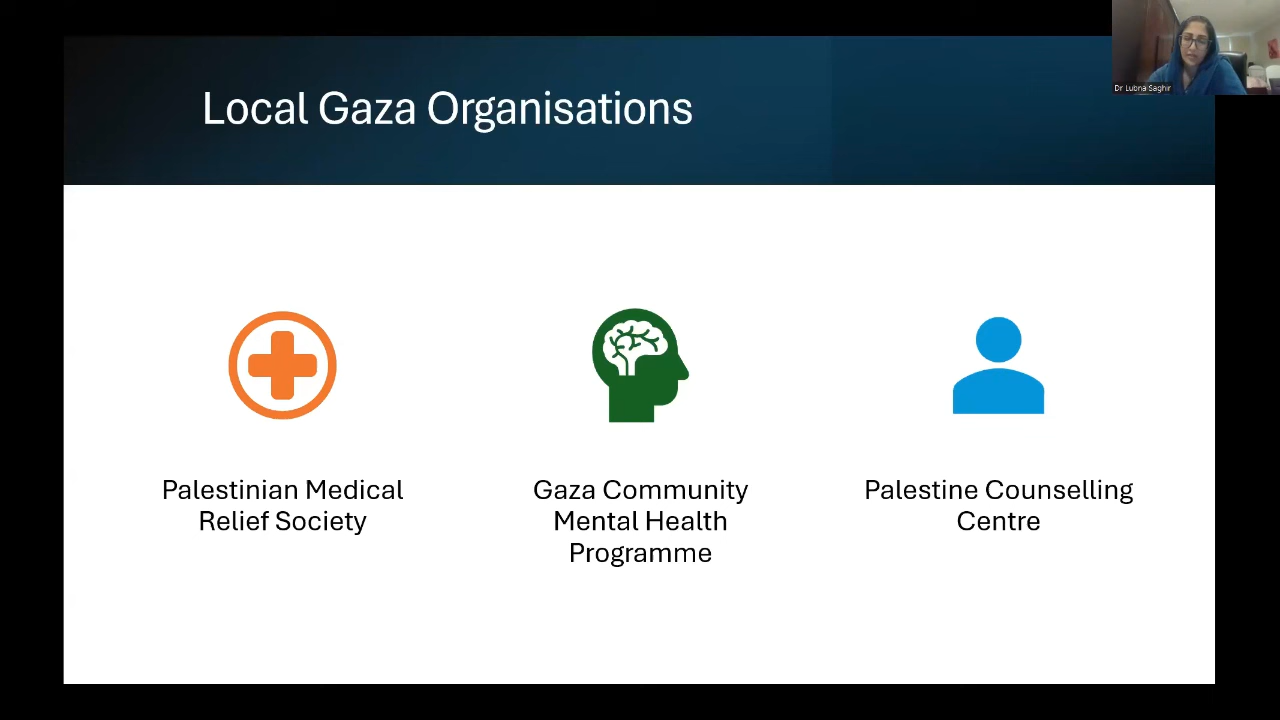 Local Gaza Organisations
Dr Lubna Saghir
Palestinian Medical
Relief Society
Gaza Community
Mental Health
Programme
Palestine Counselling
Centre